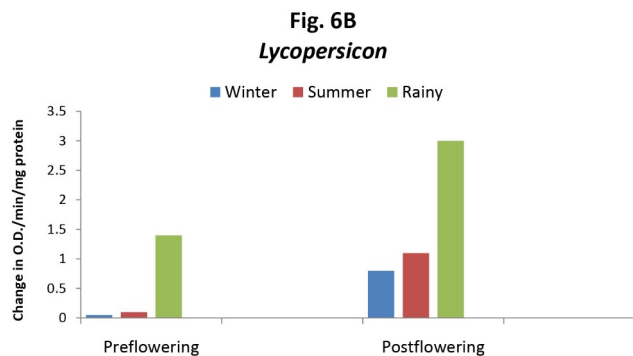 Fig. 6B
Lycopersicon
Winter Summer Rainy
3.5
3
2.5
2
1.5
1
0.5
0
Change in O.D./min/mg protein
Preflowering Postflowering